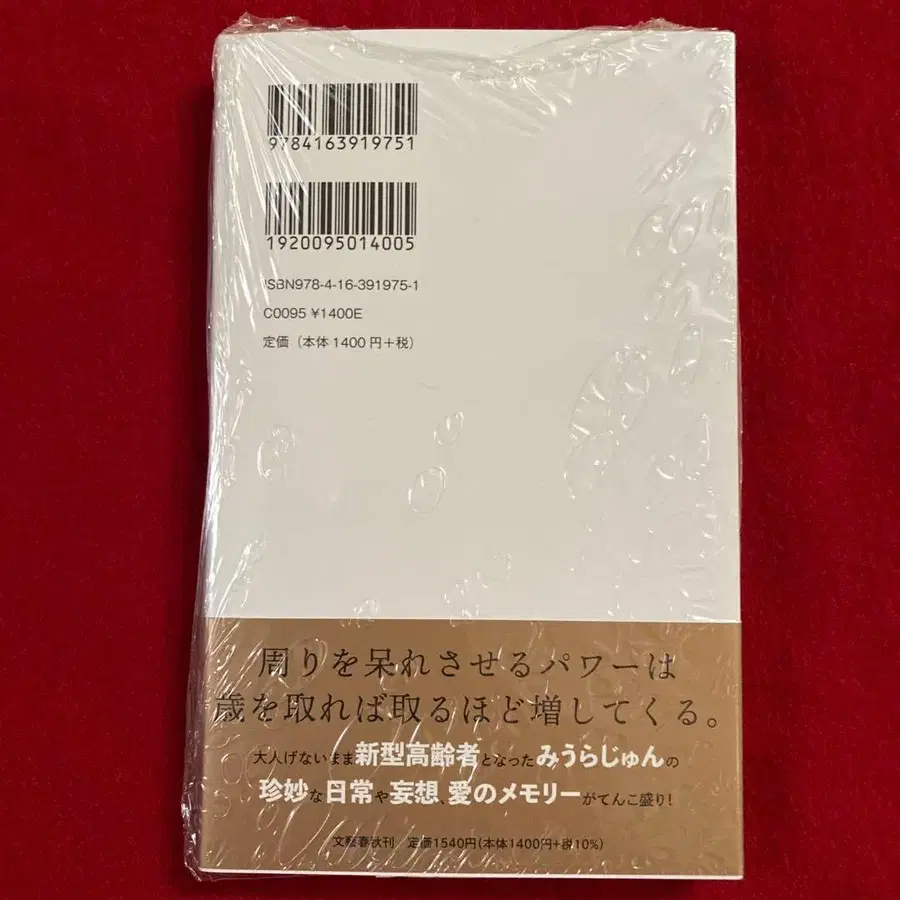 9784163919751
1920095014005
ISBN978-4-16-391975-1
C0095 ¥1400E
定価（本体1400円＋税）
周りを呆れさせるパワーは
歳を取れば取るほど増してくる。
大人げないまま新型高齢者となったみうらじゅんの
珍妙な日常や妄想、愛のメモリーがてんこ盛り！
文藝春秋刊 定価1540円（本体1400円＋税10%）